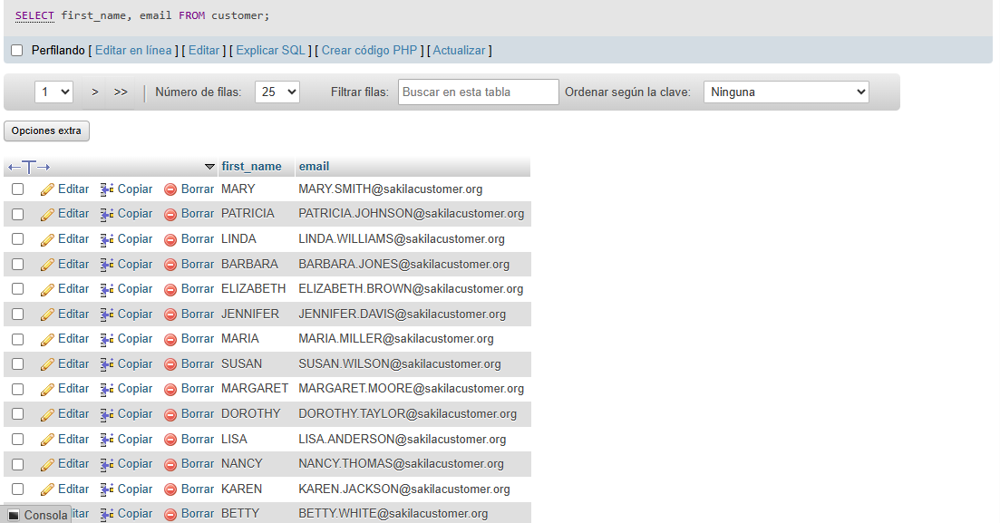 SELECT first_name, email FROM customer;
Perfilando [ Editar en línea ] [ Editar ] [ Explicar SQL ] [ Crear código PHP ] [ Actualizar ]
1 > >> | Número de filas: 25 Filtrar filas: Buscar en esta tabla Ordenar según la clave: Ninguna
Opciones extra
←T→ first_name email
Editar Copiar Borrar MARY MARY.SMITH@sakilacustomer.org
Editar Copiar Borrar PATRICIA PATRICIA.JOHNSON@sakilacustomer.org
Editar Copiar Borrar LINDA LINDA.WILLIAMS@sakilacustomer.org
Editar Copiar Borrar BARBARA BARBARA.JONES@sakilacustomer.org
Editar Copiar Borrar ELIZABETH ELIZABETH.BROWN@sakilacustomer.org
Editar Copiar Borrar JENNIFER JENNIFER.DAVIS@sakilacustomer.org
Editar Copiar Borrar MARIA MARIA.MILLER@sakilacustomer.org
Editar Copiar Borrar SUSAN SUSAN.WILSON@sakilacustomer.org
Editar Copiar Borrar MARGARET MARGARET.MOORE@sakilacustomer.org
Editar Copiar Borrar DOROTHY DOROTHY.TAYLOR@sakilacustomer.org
Editar Copiar Borrar LISA LISA.ANDERSON@sakilacustomer.org
Editar Copiar Borrar NANCY NANCY.THOMAS@sakilacustomer.org
Editar Copiar Borrar KAREN KAREN.JACKSON@sakilacustomer.org
Consola itar Copiar Borrar BETTY BETTY.WHITE@sakilacustomer.org